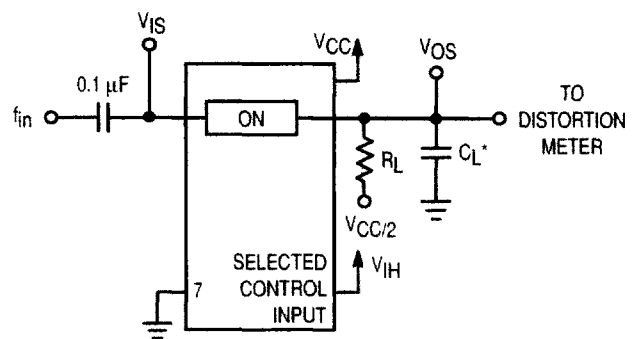 VIS
VCC
VOS
0.1 μF
fin
ON
TO
DISTORTION
METER
RL
CL*
VCC/2
SELECTED
CONTROL
INPUT
VIH
7